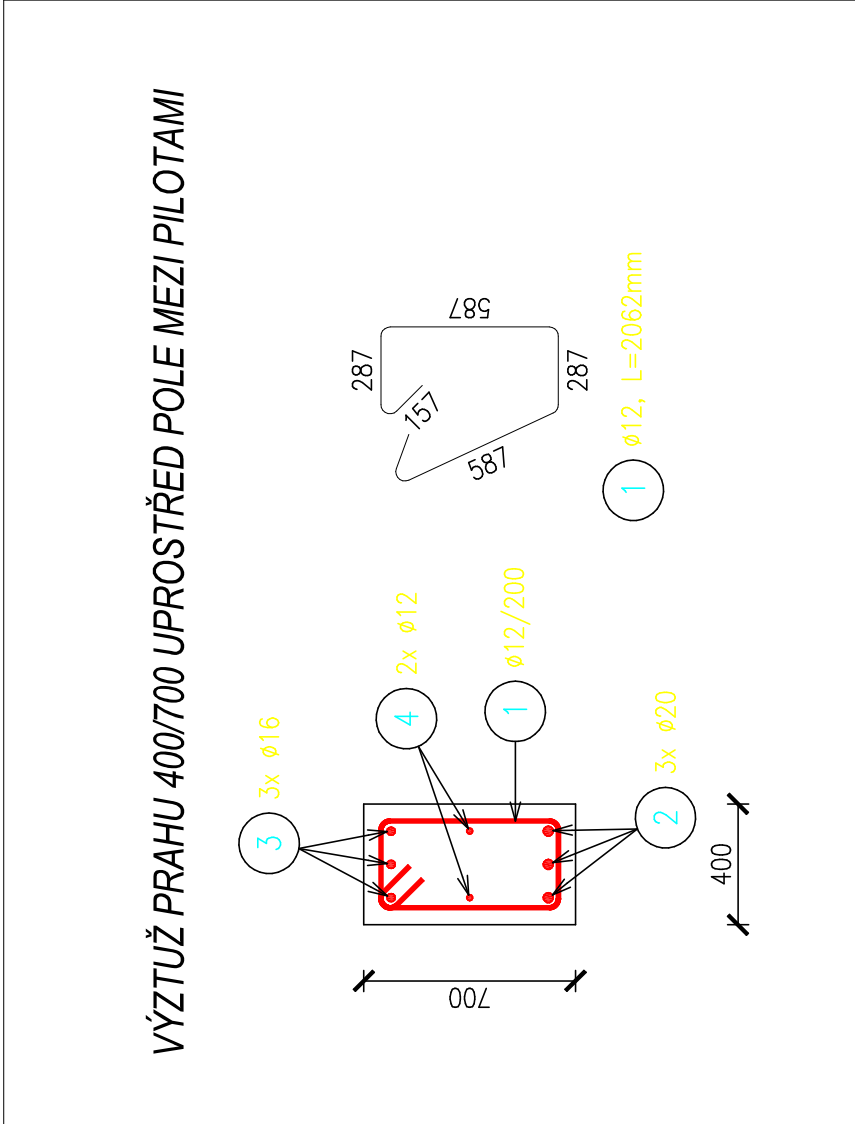 VÝZTUŽ PRAHU 400/700 UPROSTŘED POLE MEZI PILOTAMI
3
3x ø16
4
2x ø12
1
ø12/200
2
3x ø20
700
400
287
587
157
587
287
1
ø12, L=2062mm